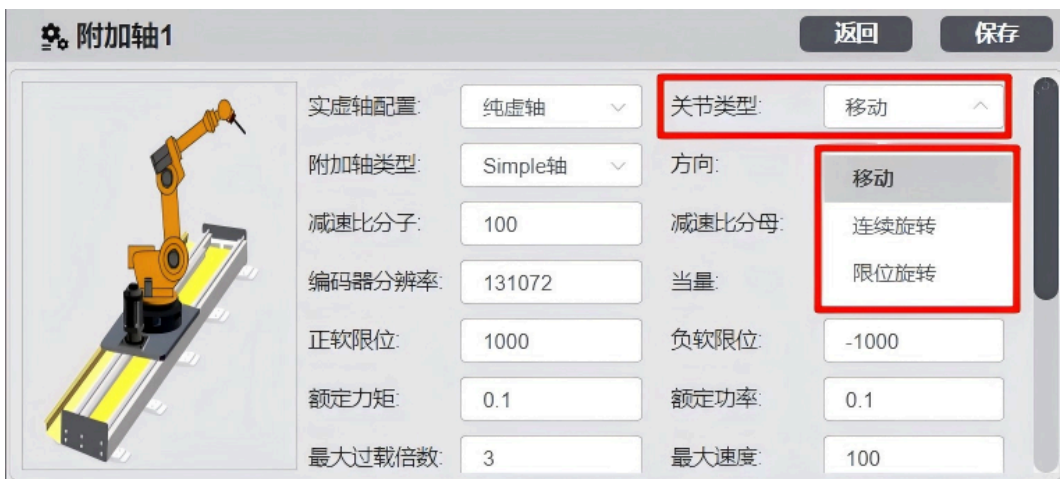 附加轴1 返回 保存
实虚轴配置: 纯虚轴 关节类型: 移动
附加轴类型: Simple轴 方向:
移动
减速比分子: 100 减速比分母: 连续旋转
编码器分辨率: 131072 当量: 限位旋转
正软限位: 1000 负软限位: -1000
额定力矩: 0.1 额定功率: 0.1
最大过载倍数: 3 最大速度: 100